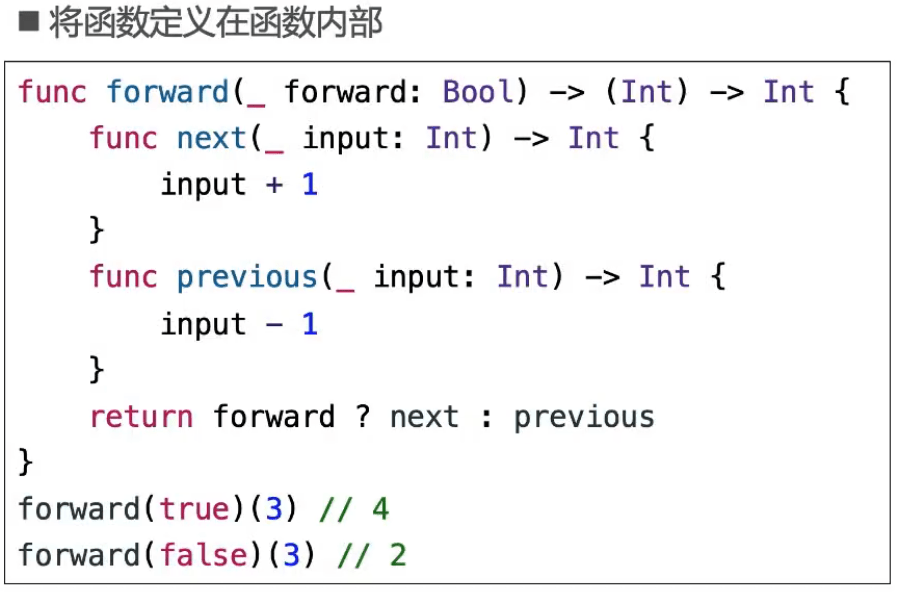 ■ 将函数定义在函数内部
func forward(_ forward: Bool) -> (Int) -> Int {
    func next(_ input: Int) -> Int {
        input + 1
    }
    func previous(_ input: Int) -> Int {
        input - 1
    }
    return forward ? next : previous
}
forward(true)(3) // 4
forward(false)(3) // 2